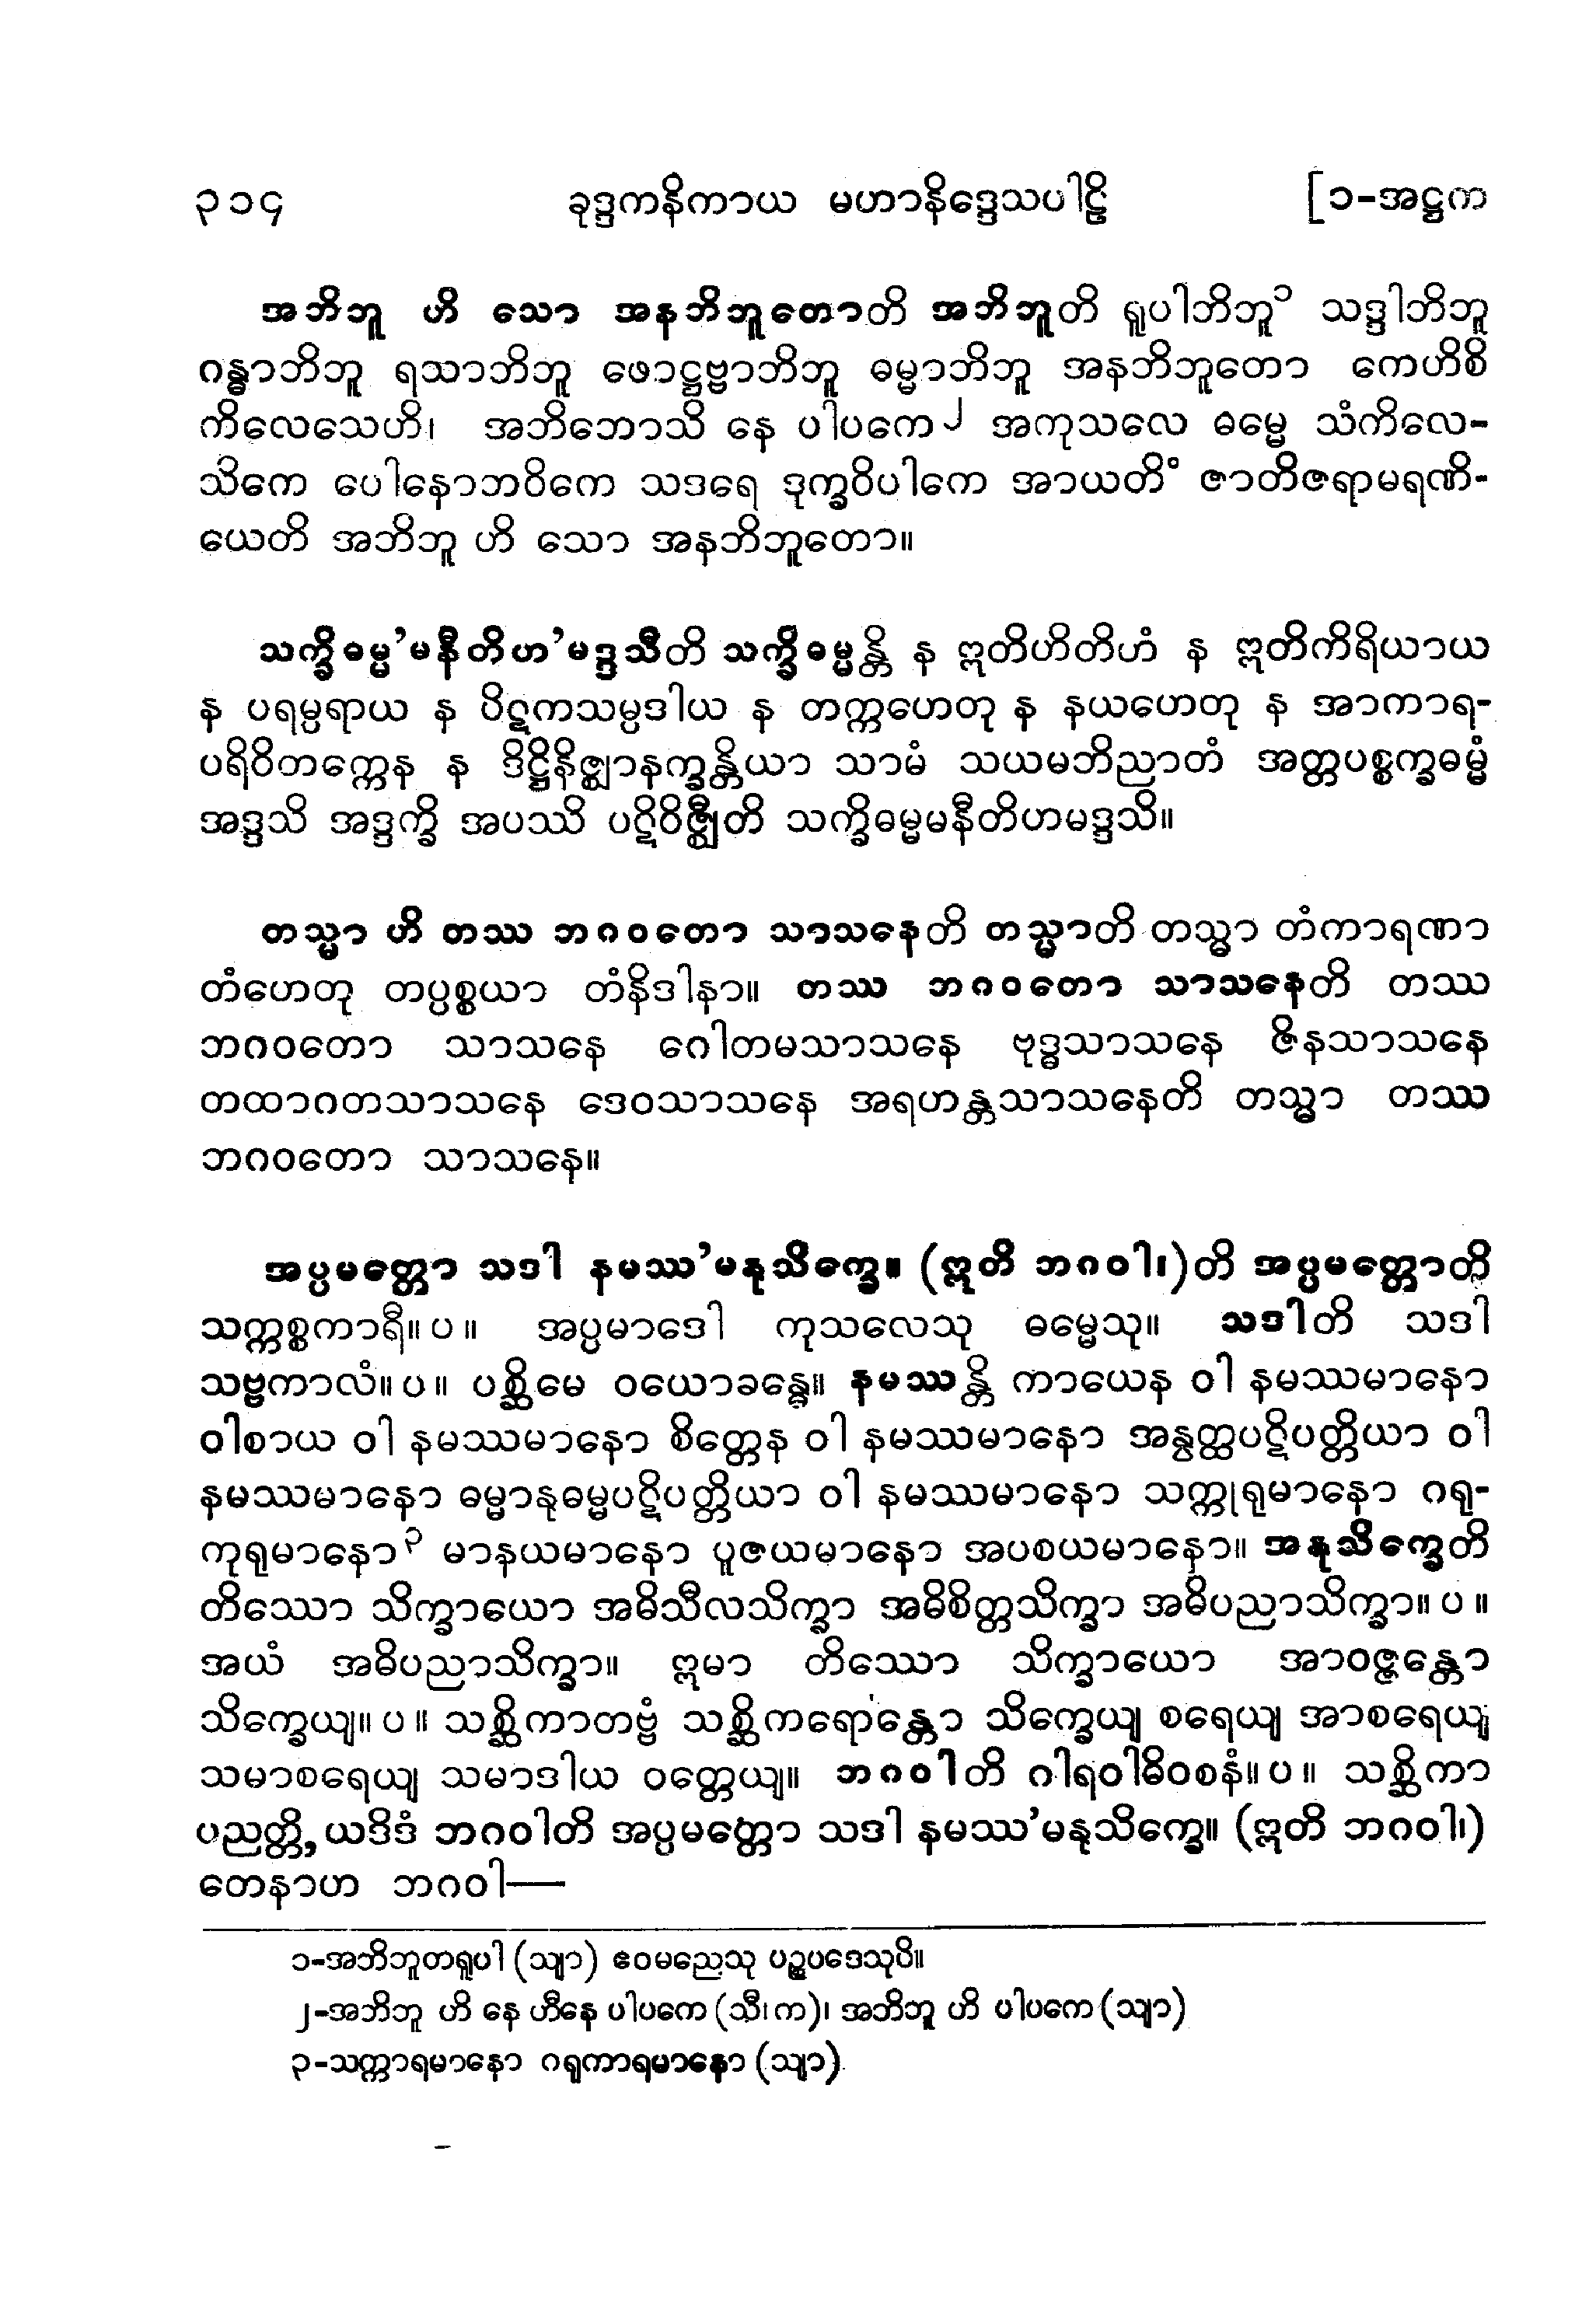 ၃၁၄ ခုဒ္ဒကနိကာယ မဟာနိဒ္ဒေသပါဠိ [၁-အဋ္ဌက
အဘိဘူ ဟိ သော အနဘိဘူတောတိ အဘိဘူတိ ရူပါဘိဘူ၁ သဒ္ဒါဘိဘူ
ဂန္ဓာဘိဘူ ရသာဘိဘူ ဖောဋ္ဌဗ္ဗာဘိဘူ ဓမ္မာဘိဘူ အနဘိဘူတော ကေဟိစိ
ကိလေသေဟိ၊ အဘိဘောသိ နေ ပါပကေ၂ အကုသလေ ဓမ္မေ သံကိလေ-
သိကေ ပေါနောဘဝိကေ သဒရေ ဒုက္ခဝိပါကေ အာယတိံ ဇာတိဇရာမရဏိ-
ယေတိ အဘိဘူ ဟိ သော အနဘိဘူတော။
သက္ခိဓမ္မ’မနီတိဟ’မဒ္ဒသီတိ သက္ခိဓမ္မန္တိ န ဣတိဟိတိဟံ န ဣတိကိရိယာယ
န ပရမ္ပရာယ န ပိဋကသမ္ပဒါယ န တက္ကဟေတု န နယဟေတု န အာကာရ-
ပရိဝိတက္ကေန န ဒိဋ္ဌိနိဇ္ဈာနက္ခန္တိယာ သာမံ သယမဘိညာတံ အတ္တပစ္စက္ခဓမ္မံ
အဒ္ဒသိ အဒ္ဒက္ခိ အပဿိ ပဋိဝိဇ္ဈီတိ သက္ခိဓမ္မမနီတိဟမဒ္ဒသိ။
တသ္မာ ဟိ တဿ ဘဂဝတော သာသနေတိ တသ္မာတိ တသ္မာ တံကာရဏာ
တံဟေတု တပ္ပစ္စယာ တံနိဒါနာ။ တဿ ဘဂဝတော သာသနေတိ တဿ
ဘဂဝတော သာသနေ ဂေါတမသာသနေ ဗုဒ္ဓသာသနေ ဇိနသာသနေ
တထာဂတသာသနေ ဒေဝသာသနေ အရဟန္တသာသနေတိ တသ္မာ တဿ
ဘဂဝတော သာသနေ။
အပ္ပမတ္တော သဒါ နမဿ’မနုသိက္ခေ။ (ဣတိ ဘဂဝါ၊)တိ အပ္ပမတ္တောတိ
သက္ကစ္စကာရီ။ ပ ။ အပ္ပမာဒေါ ကုသလေသု ဓမ္မေသု။ သဒါတိ သဒါ
သဗ္ဗကာလံ။ ပ ။ ပစ္ဆိမေ ဝယောခန္ဓေ။ နမဿန္တိ ကာယေန ဝါ နမဿမာနော
ဝါစာယ ဝါ နမဿမာနော စိတ္တေန ဝါ နမဿမာနော အနွတ္ထပဋိပတ္တိယာ ဝါ
နမဿမာနော ဓမ္မာနုဓမ္မပဋိပတ္တိယာ ဝါ နမဿမာနော သက္ကုရုမာနော ဂရု-
ကုရုမာနော၃ မာနယမာနော ပူဇယမာနော အပစယမာနော။ အနုသိက္ခေတိ
တိဿော သိက္ခာယော အဓိသီလသိက္ခာ အဓိစိတ္တသိက္ခာ အဓိပညာသိက္ခာ။ ပ ။
အယံ အဓိပညာသိက္ခာ။ ဣမာ တိဿော သိက္ခာယော အာဝဇ္ဇန္တော
သိက္ခေယျ။ ပ ။ သစ္ဆိကာတဗ္ဗံ သစ္ဆိကရောန္တော သိက္ခေယျ စရေယျ အာစရေယျ
သမာစရေယျ သမာဒါယ ဝတ္တေယျ။ ဘဂဝါတိ ဂါရဝါဓိဝစနံ။ ပ ။ သစ္ဆိကာ
ပညတ္တိ, ယဒိဒံ ဘဂဝါတိ အပ္ပမတ္တော သဒါ နမဿ’မနုသိက္ခေ။ (ဣတိ ဘဂဝါ၊)
တေနာဟ ဘဂဝါ—
၁-အဘိဘူတရူပါ (သျာ) ဧဝမညေသု ပဉ္စပဒေသုပိ။
၂-အဘိဘူ ဟိ နေ ဟီနေ ပါပကေ (သီ၊ က)၊ အဘိဘူ ဟိ ပါပကေ (သျာ)
၃-သက္ကာရမာနော ဂရုကာရမာနော (သျာ)